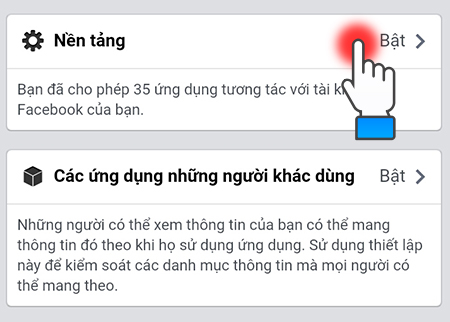 Nền tảng Bật
Bạn đã cho phép 35 ứng dụng tương tác với tài
Facebook của bạn.
Các ứng dụng những người khác dùng Bật
Những người có thể xem thông tin của bạn có thể mang
thông tin đó theo khi họ sử dụng ứng dụng. Sử dụng thiết lập
này để kiểm soát các danh mục thông tin mà mọi người có
thể mang theo.